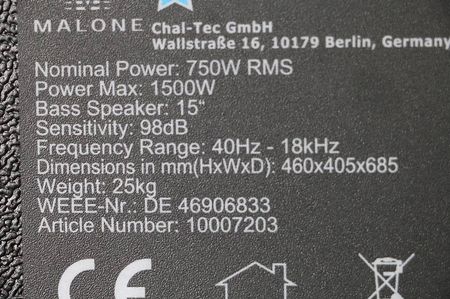 MALONE Chal-Tec GmbH
Wallstraße 16, 10179 Berlin, Germany
Nominal Power: 750W RMS
Power Max: 1500W
Bass Speaker: 15“
Sensitivity: 98dB
Frequency Range: 40Hz - 18kHz
Dimensions in mm(HxWxD): 460x405x685
Weight: 25kg
WEEE-Nr.: DE 46906833
Article Number: 10007203
CE